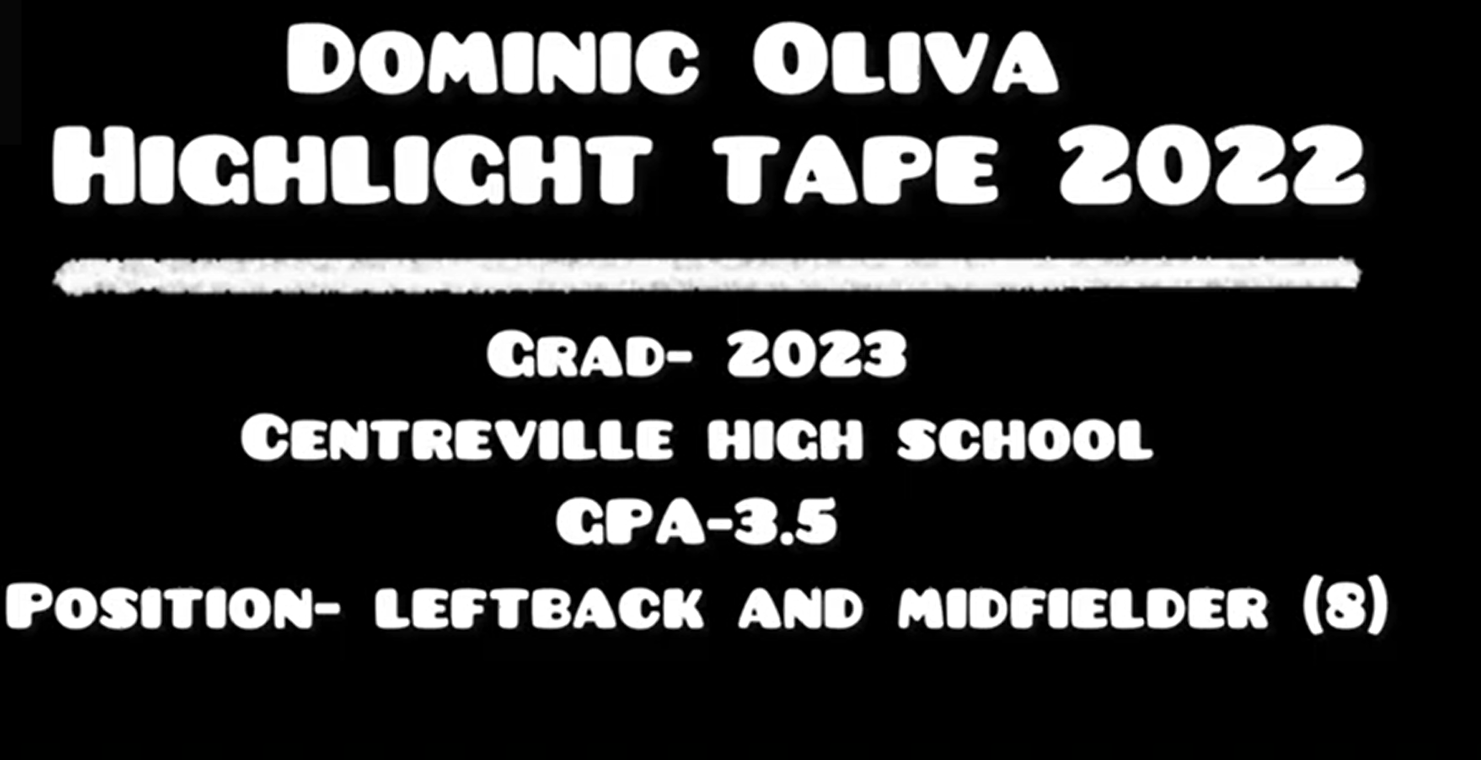 Dominic Oliva
Highlight tape 2022
Grad- 2023
Centreville high school
GPA-3.5
Position- leftback and midfielder (8)